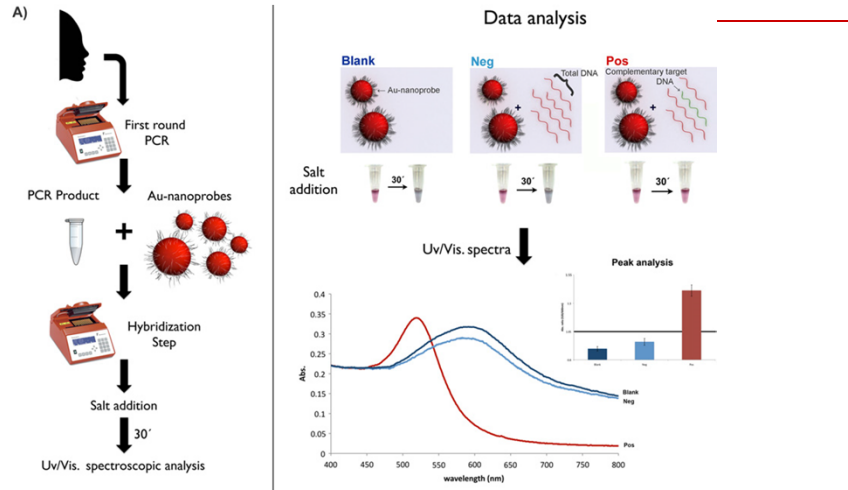 A)
First round
PCR
PCR Product
Au-nanoprobes
+
Hybridization
Step
Salt addition
30´
Uv/Vis. spectroscopic analysis
Data analysis
Blank
Neg
Pos
Au-nanoprobe
Total DNA
+
Complementary target
DNA
+
Salt
addition
30´
30´
30´
Uv/Vis. spectra
Peak analysis
Blank
Neg
Pos
0.4
0.35
0.3
0.25
0.2
0.15
0.1
0.05
0
Abs.
Blank
Neg
Pos
400
450
500
550
600
650
700
750
800
wavelength (nm)